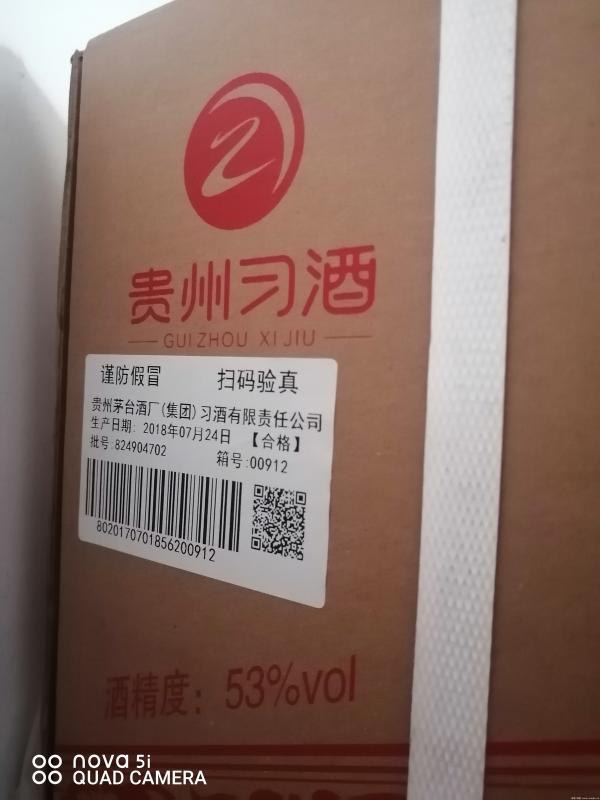 贵州习酒
GUIZHOU XIJIU
谨防假冒 扫码验真
贵州茅台酒厂(集团)习酒有限责任公司
生产日期: 2018年07月24日 【合格】
批号:824904702 箱号:00912
8020170701856200912
酒精度：53%vol
nova 5i
QUAD CAMERA